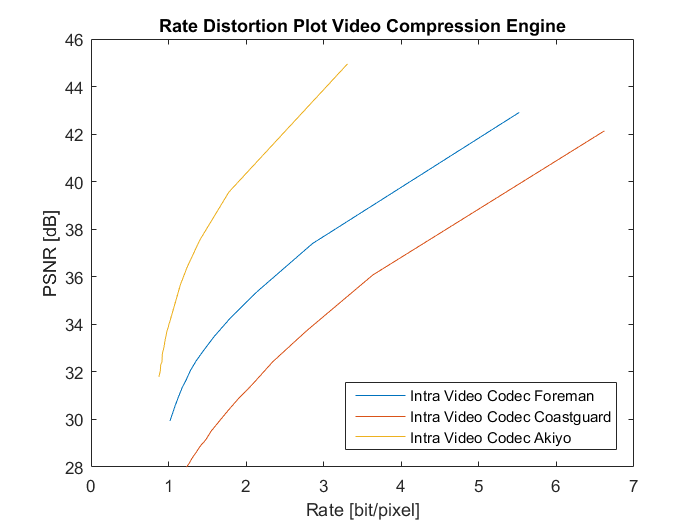 Rate Distortion Plot Video Compression Engine
46
44
42
40
38
36
34
32
30
28
PSNR [dB]
Intra Video Codec Foreman
Intra Video Codec Coastguard
Intra Video Codec Akiyo
0 1 2 3 4 5 6 7
Rate [bit/pixel]